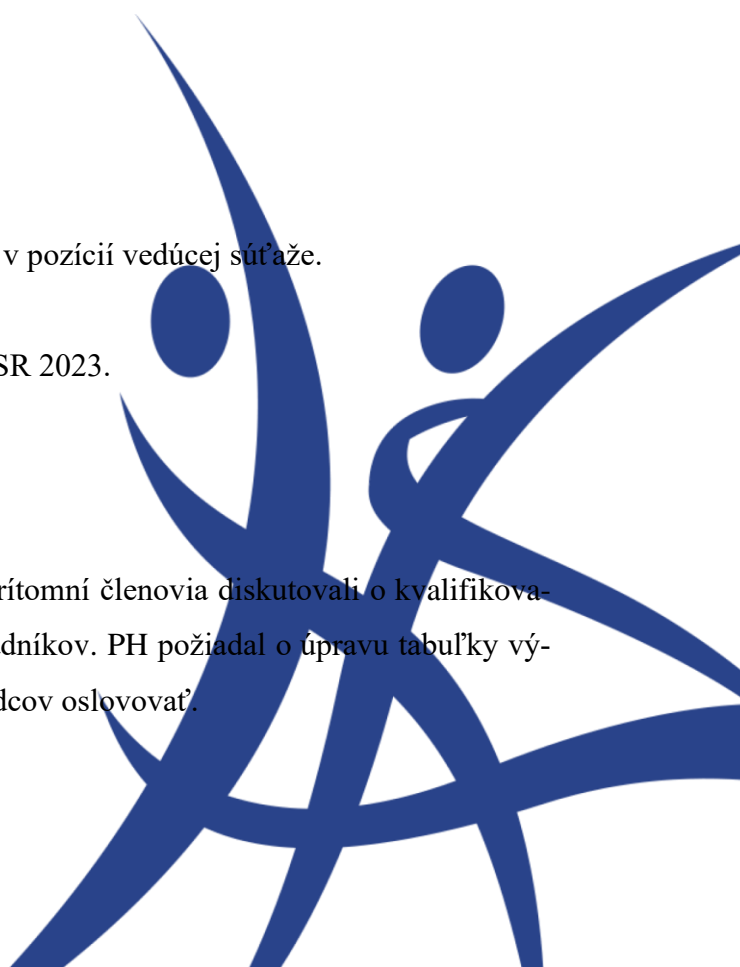 v pozícií vedúcej súťaže.
SR 2023.
rítomní členovia diskutovali o kvalifikova-
dníkov. PH požiadal o úpravu tabuľky vý-
dcov oslovovať.